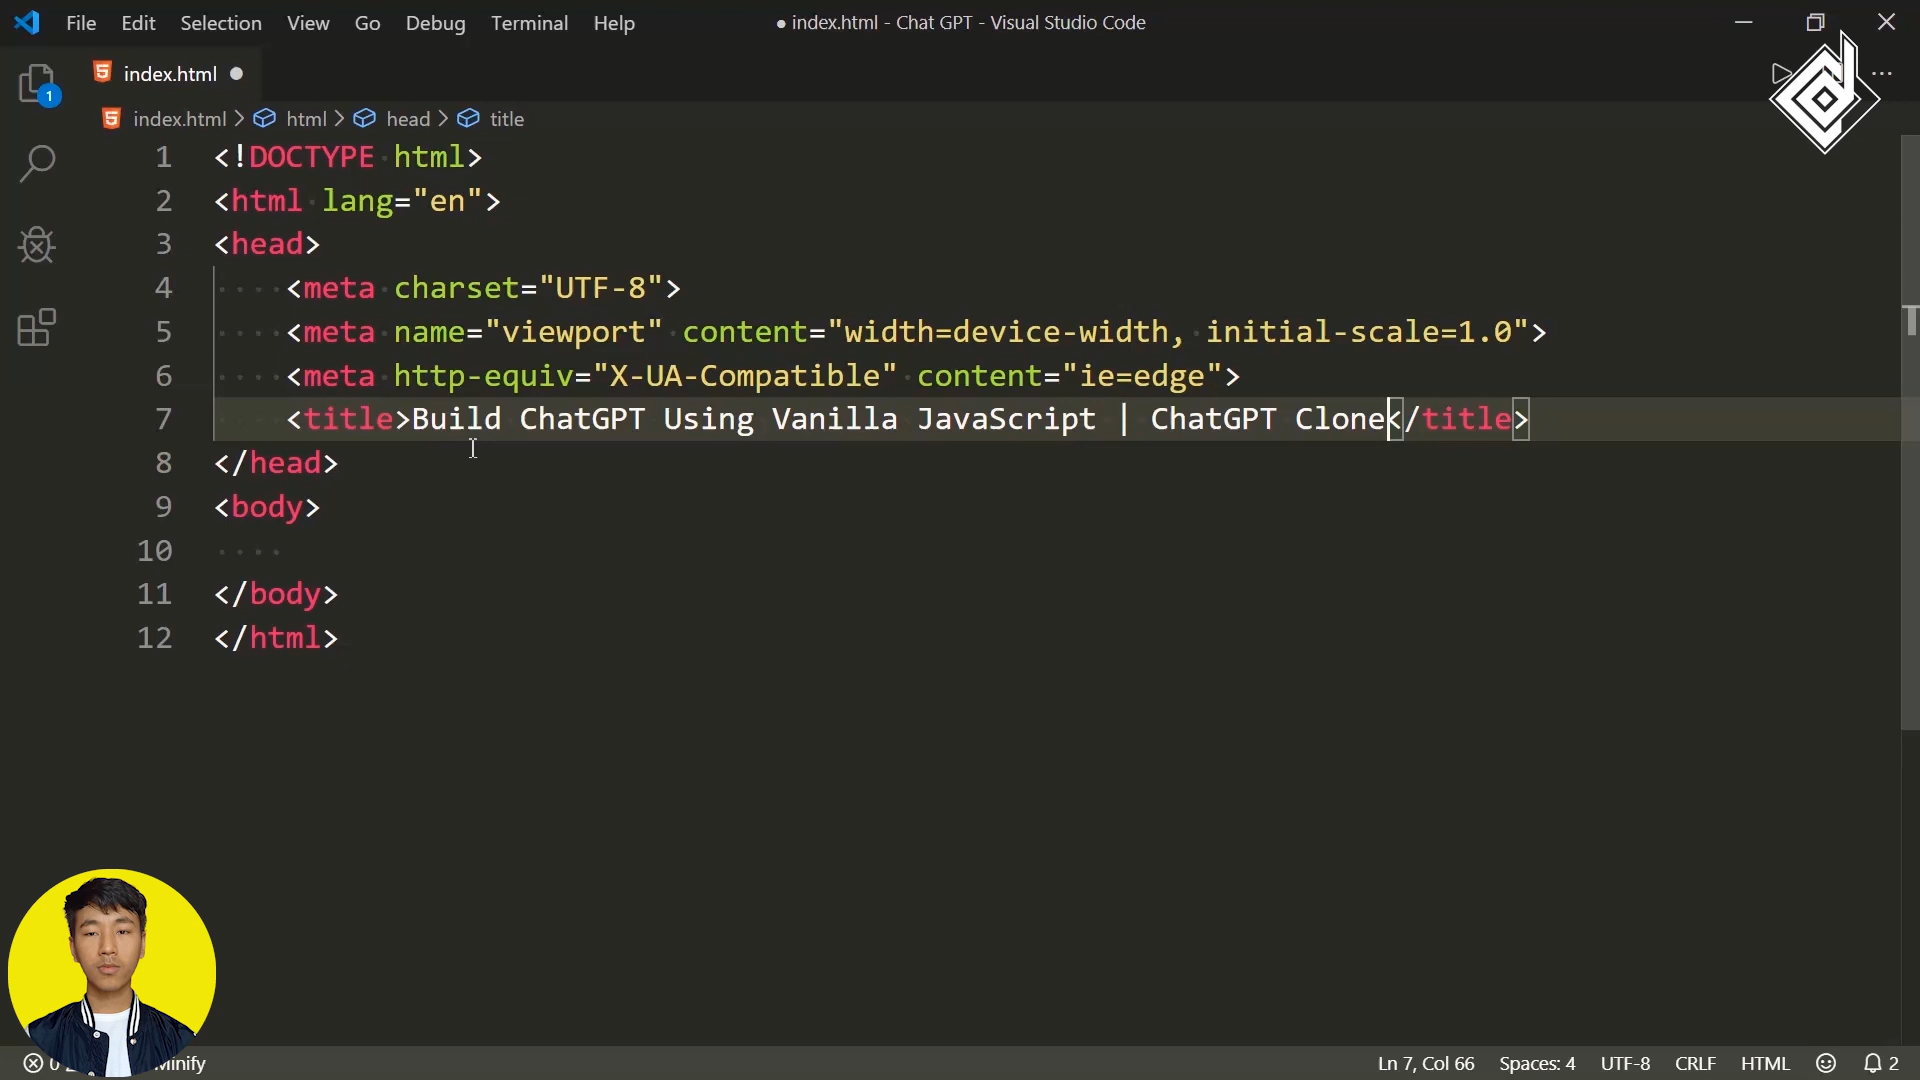 File Edit Selection View Go Debug Terminal Help
● index.html - Chat GPT - Visual Studio Code
index.html
1
index.html > html > head > title
1 <!DOCTYPE html>
2 <html lang="en">
3 <head>
4 <meta charset="UTF-8">
5 <meta name="viewport" content="width=device-width, initial-scale=1.0">
6 <meta http-equiv="X-UA-Compatible" content="ie=edge">
7 <title>Build ChatGPT Using Vanilla JavaScript | ChatGPT Clone</title>
8 </head>
9 <body>
10
11 </body>
12 </html>
Minify
Ln 7, Col 66 Spaces: 4 UTF-8 CRLF HTML 2